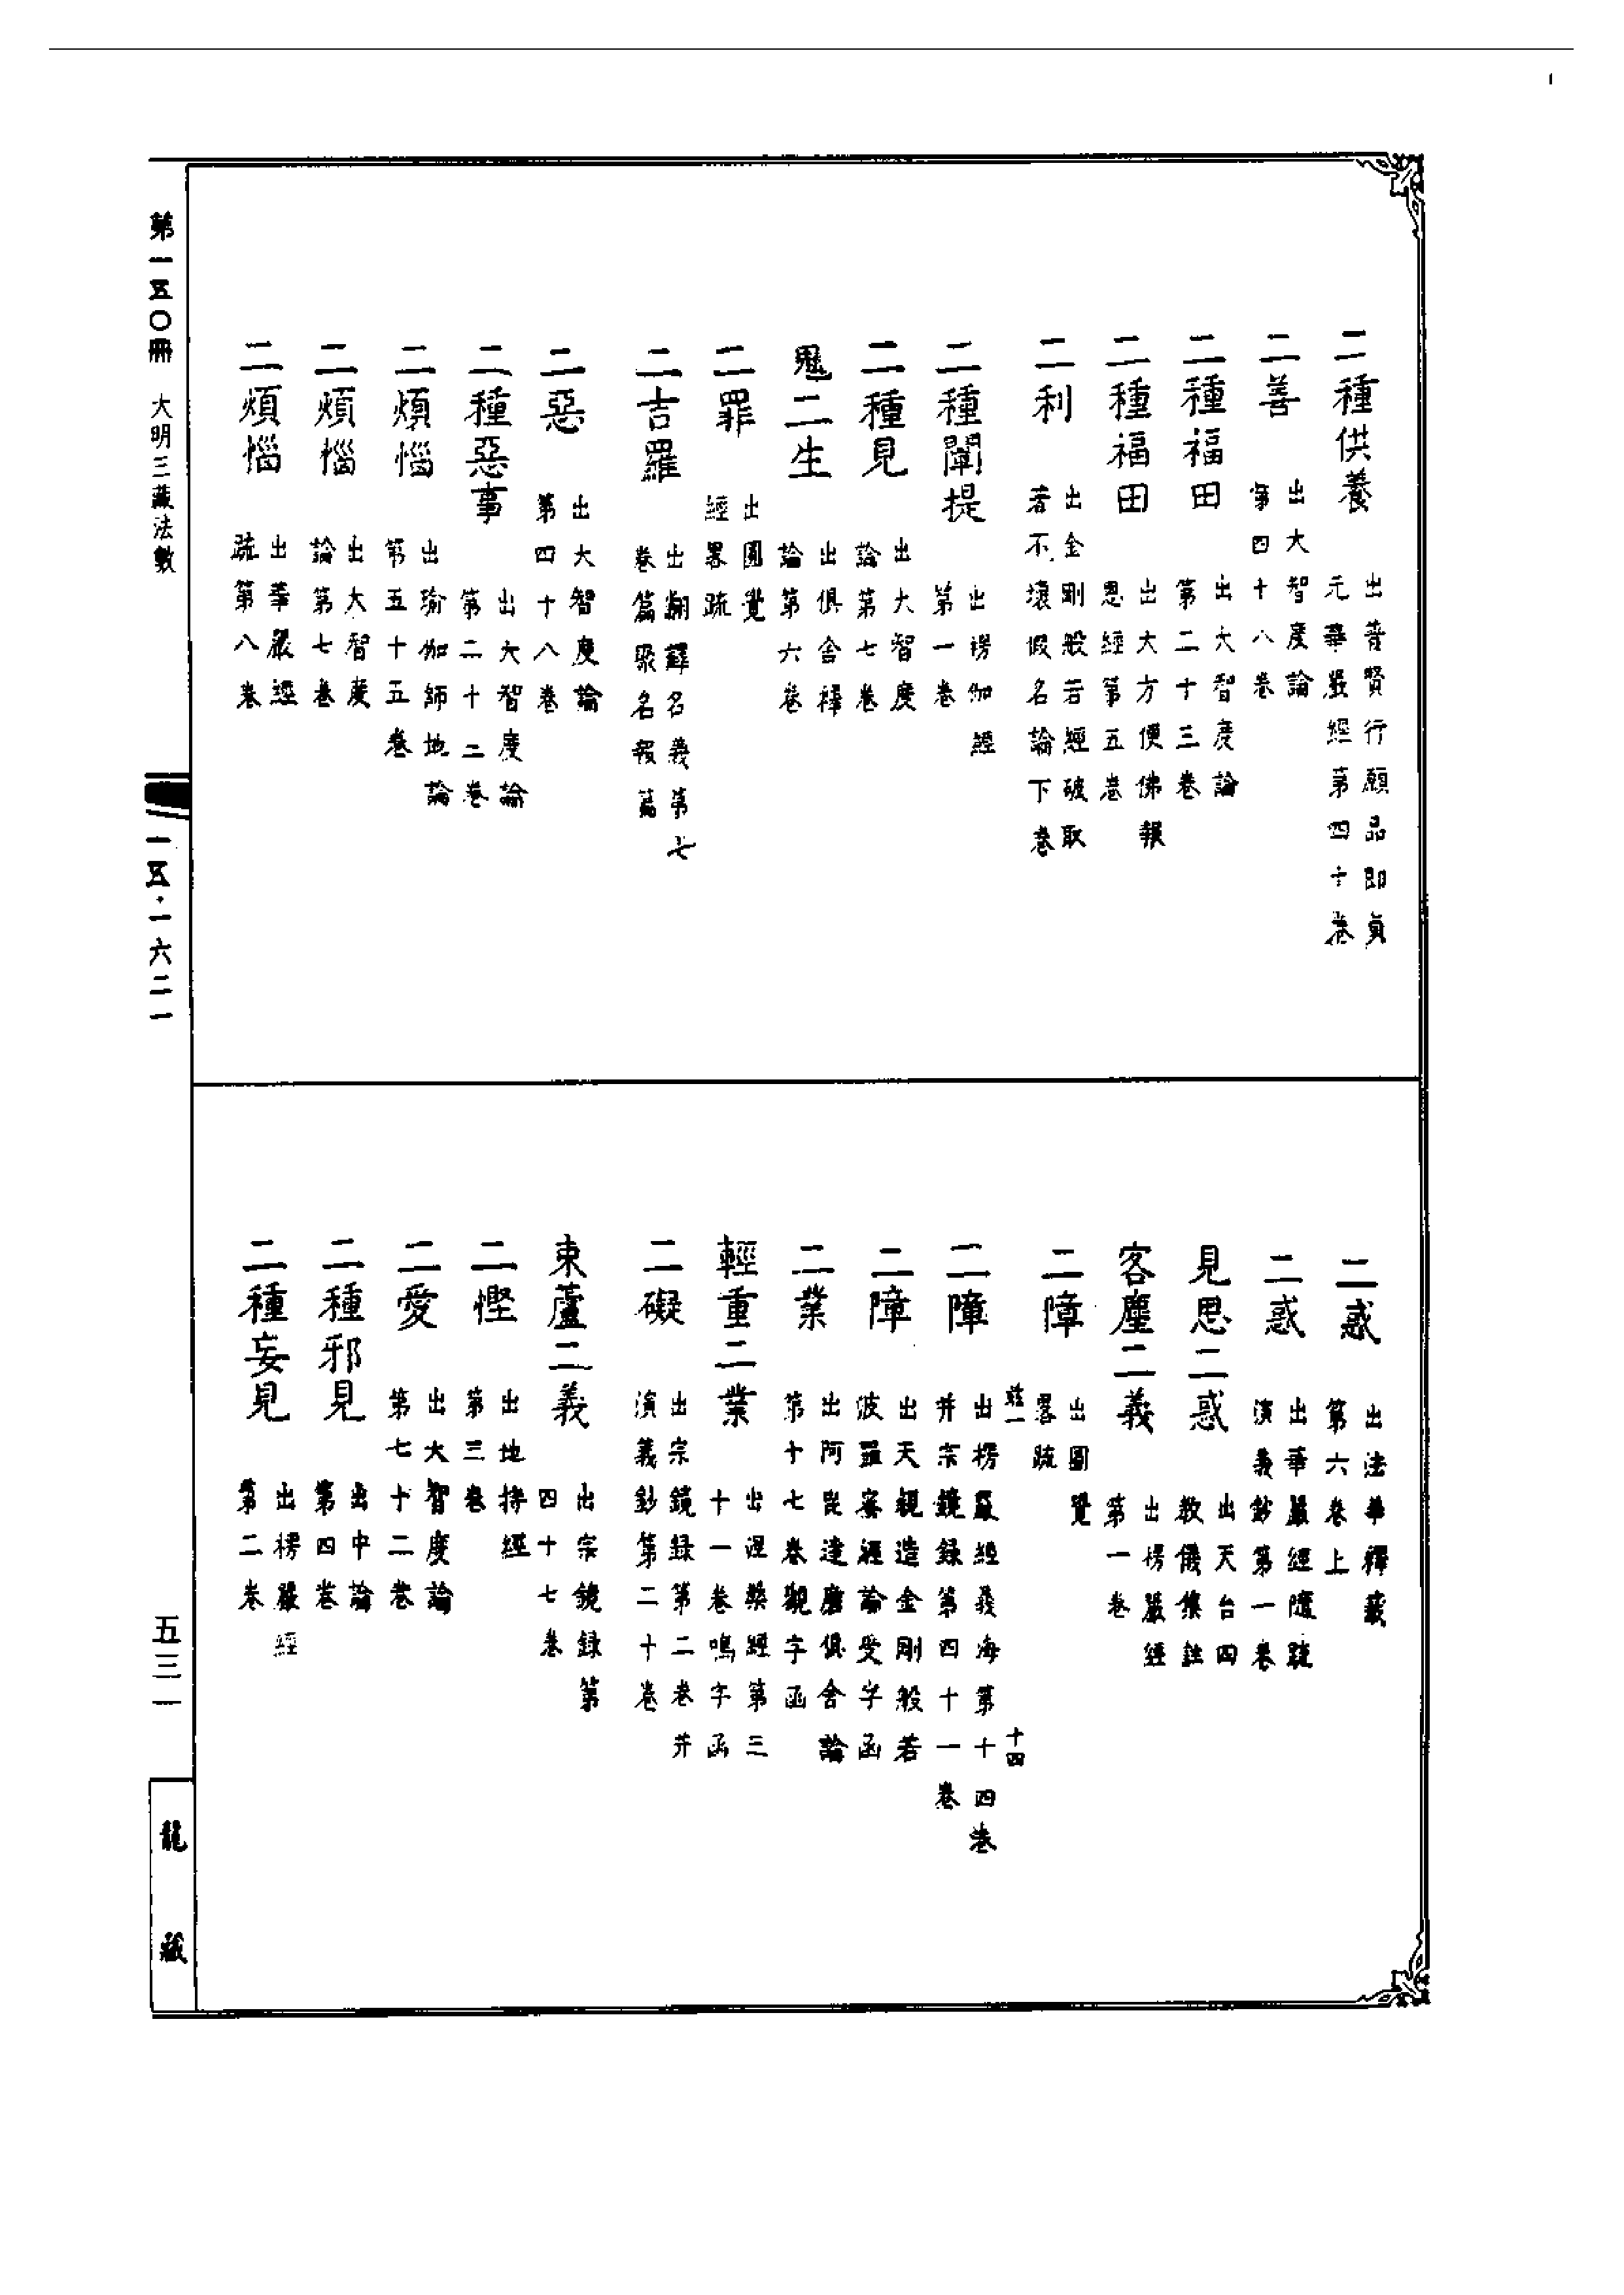 二種供養 出普賢行願品即貞元華嚴經第四十卷
二善 出大智度論第四十八卷
二種福田 出大智度論第二十三卷
二種福田 出大方便佛報恩經第五卷
二利 出金剛般若經破取著不壞假名論下卷
二種闡提 出楞伽經第一卷
二種見 出大智度論第七卷
鬼二生 出俱舍釋論第六卷
二罪 出圓覺經畧疏
二吉羅 出翻譯名義第七卷篇聚名報篇
二惡 出大智度論第四十八卷
二種惡事 出大智度論第二十二卷
二煩惱 出瑜伽師地論第五十五卷
二煩惱 出大智度論第七卷
二煩惱 出華嚴經疏第八卷
二惑 出法華釋籤第六卷上
二惑 出華嚴經隨疏演義鈔第一卷
見思二惑 出天台四教儀集註
客塵二義 出楞嚴經第一卷
二障 出圓覺畧疏
十四
二障 出楞嚴經義海第十四卷并宗鏡録第四十一卷
二障 出天親造金剛般若波羅蜜經論受字函
二業 出阿毘達磨俱舍論第十七卷觀字函
輕重二業 出涅槃經第三十一卷鳴字函
二礙 出宗鏡録第二卷并演義鈔第二十卷
束蘆二義 出宗鏡録第四十七卷
二慳 出地持經第三卷
二愛 出大智度論第七十二卷
二種邪見 出中論第四卷
二種妄見 出楞嚴經第二卷
第一五〇冊 大明三藏法數
一五·一六二一
五三一
龍藏